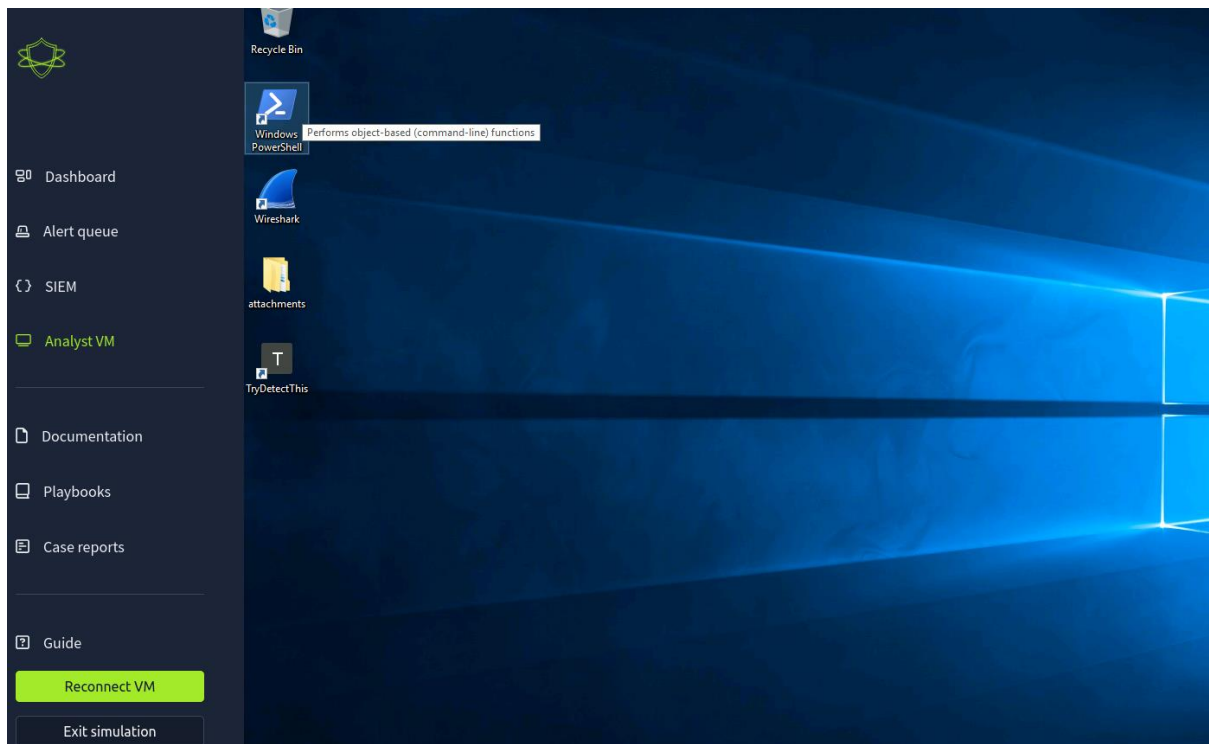 Dashboard
Alert queue
SIEM
Analyst VM
Documentation
Playbooks
Case reports
Guide
Reconnect VM
Exit simulation
Recycle Bin
Windows
PowerShell
Performs object-based (command-line) functions
Wireshark
attachments
T
TryDetectThis